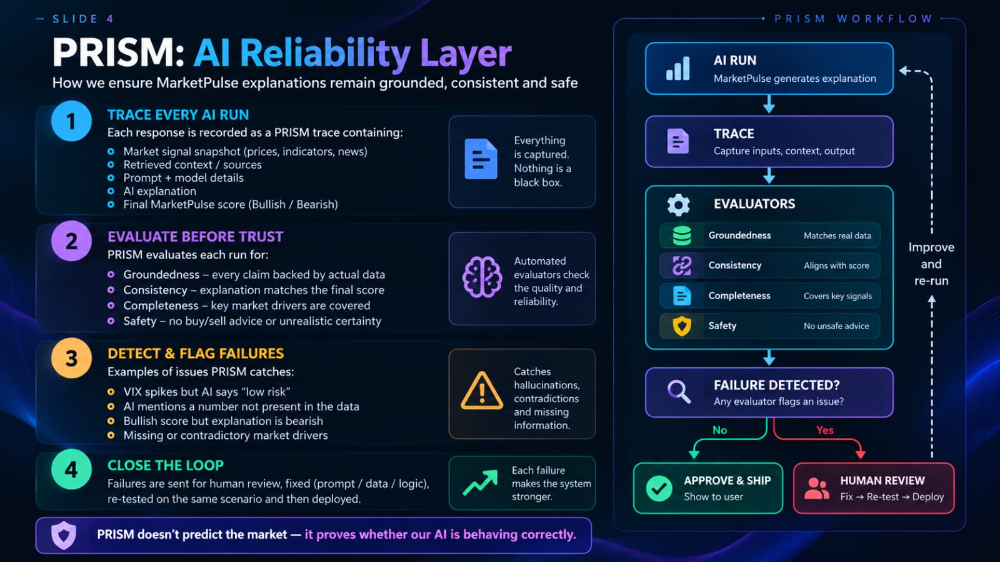 SLIDE 4
PRISM: AI Reliability Layer
How we ensure MarketPulse explanations remain grounded, consistent and safe
1
TRACE EVERY AI RUN
Each response is recorded as a PRISM trace containing:
Market signal snapshot (prices, indicators, news)
Retrieved context / sources
Prompt + model details
AI explanation
Final MarketPulse score (Bullish / Bearish)
Everything
is captured.
Nothing is a
black box.
2
EVALUATE BEFORE TRUST
PRISM evaluates each run for:
Groundedness – every claim backed by actual data
Consistency – explanation matches the final score
Completeness – key market drivers are covered
Safety – no buy/sell advice or unrealistic certainty
Automated
evaluators check
the quality and
reliability.
3
DETECT & FLAG FAILURES
Examples of issues PRISM catches:
VIX spikes but AI says “low risk”
AI mentions a number not present in the data
Bullish score but explanation is bearish
Missing or contradictory market drivers
Catches
hallucinations,
contradictions
and missing
information.
4
CLOSE THE LOOP
Failures are sent for human review, fixed (prompt / data / logic),
re-tested on the same scenario and then deployed.
Each failure
makes the system
stronger.
PRISM doesn’t predict the market — it proves whether our AI is behaving correctly.
PRISM WORKFLOW
AI RUN
MarketPulse generates explanation
TRACE
Capture inputs, context, output
EVALUATORS
Groundedness Matches real data
Consistency Aligns with score
Completeness Covers key signals
Safety No unsafe advice
FAILURE DETECTED?
Any evaluator flags an issue?
No
Yes
APPROVE & SHIP
Show to user
HUMAN REVIEW
Fix → Re-test → Deploy
Improve
and
re-run